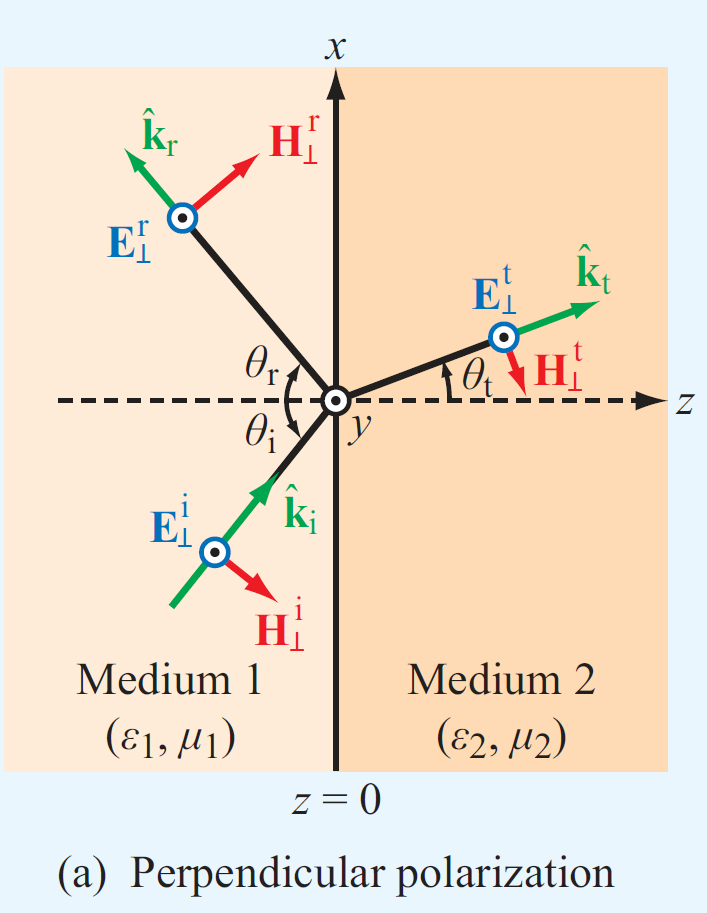 x
k̂r
H⊥r
E⊥r
E⊥t
k̂t
θr
θt
H⊥t
z
θi
y
E⊥i
k̂i
H⊥i
Medium 1
Medium 2
(ε1, μ1)
(ε2, μ2)
z = 0
(a) Perpendicular polarization